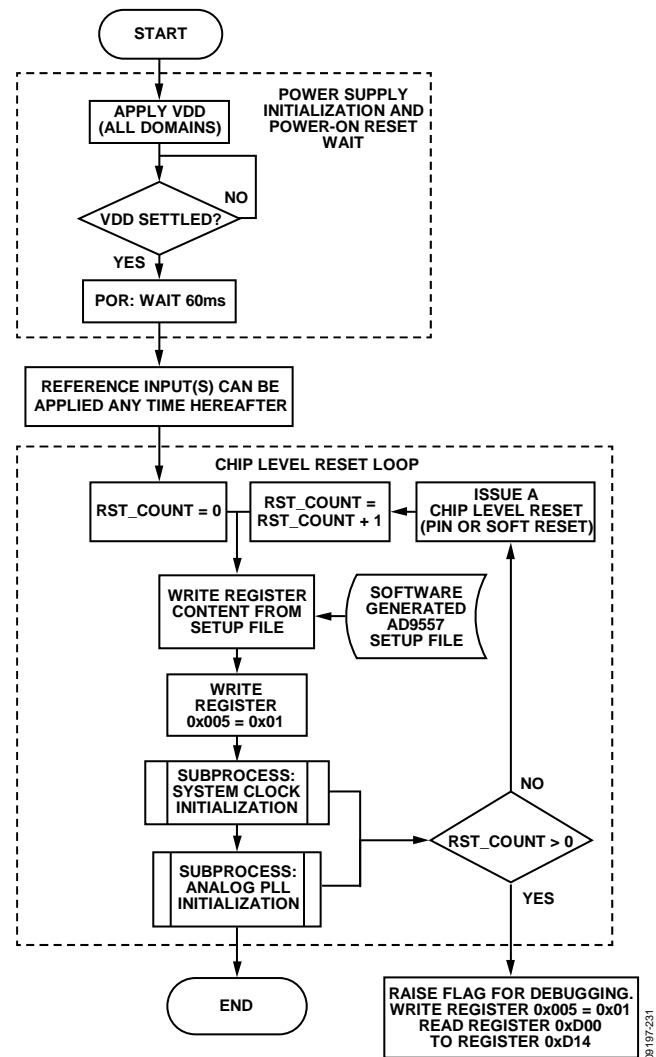 START
POWER SUPPLY
INITIALIZATION AND
POWER-ON RESET
WAIT
APPLY VDD
(ALL DOMAINS)
NO
VDD SETTLED?
YES
POR: WAIT 60ms
REFERENCE INPUT(S) CAN BE
APPLIED ANY TIME HEREAFTER
CHIP LEVEL RESET LOOP
RST_COUNT = 0
RST_COUNT =
RST_COUNT + 1
ISSUE A
CHIP LEVEL RESET
(PIN OR SOFT RESET)
WRITE REGISTER
CONTENT FROM
SETUP FILE
SOFTWARE
GENERATED
AD9557
SETUP FILE
WRITE
REGISTER
0x005 = 0x01
SUBPROCESS:
SYSTEM CLOCK
INITIALIZATION
NO
RST_COUNT > 0
SUBPROCESS:
ANALOG PLL
INITIALIZATION
YES
END
RAISE FLAG FOR DEBUGGING.
WRITE REGISTER 0x005 = 0x01
READ REGISTER 0xD00
TO REGISTER 0xD14
09197-231